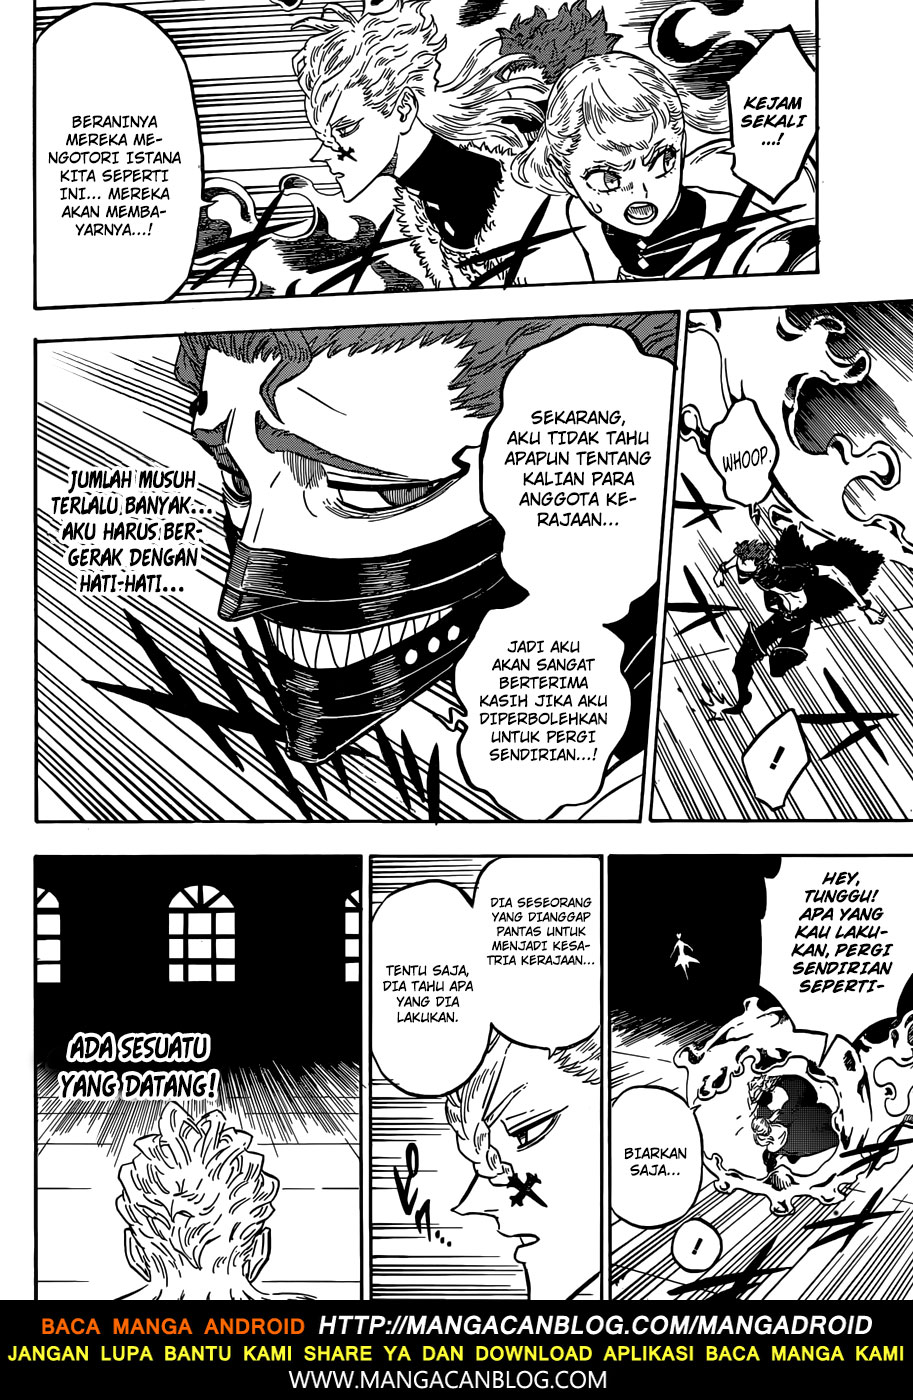 KEJAM
SEKALI
...!
BERANINYA
MEREKA ME-
NGOTORI ISTANA
KITA SEPERTI
INI... MEREKA
AKAN MEMBA-
YARNYA...!
WHOOP.
!
SEKARANG,
AKU TIDAK TAHU
APAPUN TENTANG
KALIAN PARA
ANGGOTA KE-
RAJAAN...
JADI AKU
AKAN SANGAT
BERTERIMA
KASIH JIKA AKU
DIPERBOLEHKAN
UNTUK PERGI
SENDIRIAN...!
JUMLAH MUSUH
TERLALU BANYAK...
AKU HARUS BER-
GERAK DENGAN
HATI-HATI...
HEY,
TUNGGU!
APA YANG
KAU LAKU-
KAN, PERGI
SENDIRIAN
SEPERTI-
BIARKAN
SAJA...
!
DIA SESEORANG
YANG DIANGGAP
PANTAS UNTUK
MENJADI KESA-
TRIA KERAJAAN...
TENTU SAJA,
DIA TAHU APA
YANG DIA
LAKUKAN.
ADA SESUATU
YANG DATANG!
BACA MANGA ANDROID HTTP://MANGACANBLOG.COM/MANGADROID
JANGAN LUPA BANTU KAMI SHARE YA DAN DOWNLOAD APLIKASI BACA MANGA KAMI
WWW.MANGACANBLOG.COM